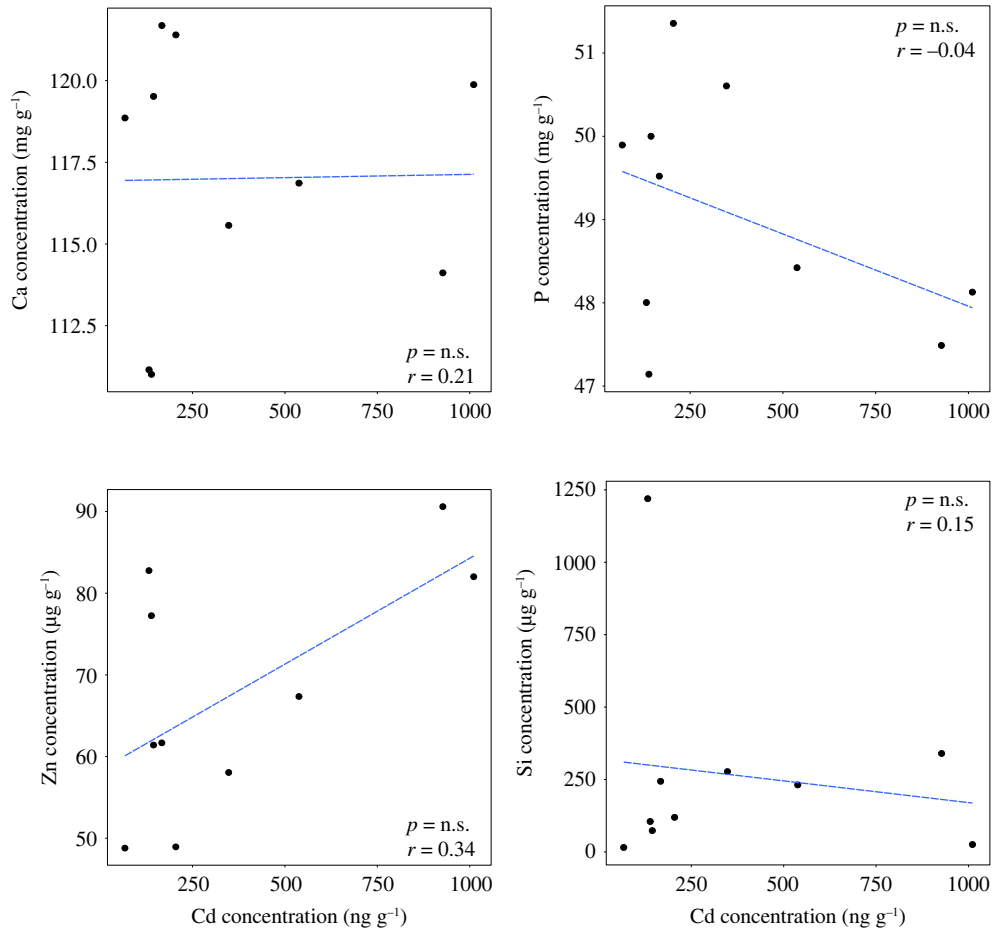 Ca concentration (mg g⁻¹)
120.0
117.5
115.0
112.5
p = n.s.
r = 0.21
250
500
750
1000
P concentration (mg g⁻¹)
51
50
49
48
47
p = n.s.
r = –0.04
250
500
750
1000
Zn concentration (µg g⁻¹)
90
80
70
60
50
p = n.s.
r = 0.34
250
500
750
1000
Cd concentration (ng g⁻¹)
Si concentration (µg g⁻¹)
1250
1000
750
500
250
0
p = n.s.
r = 0.15
250
500
750
1000
Cd concentration (ng g⁻¹)